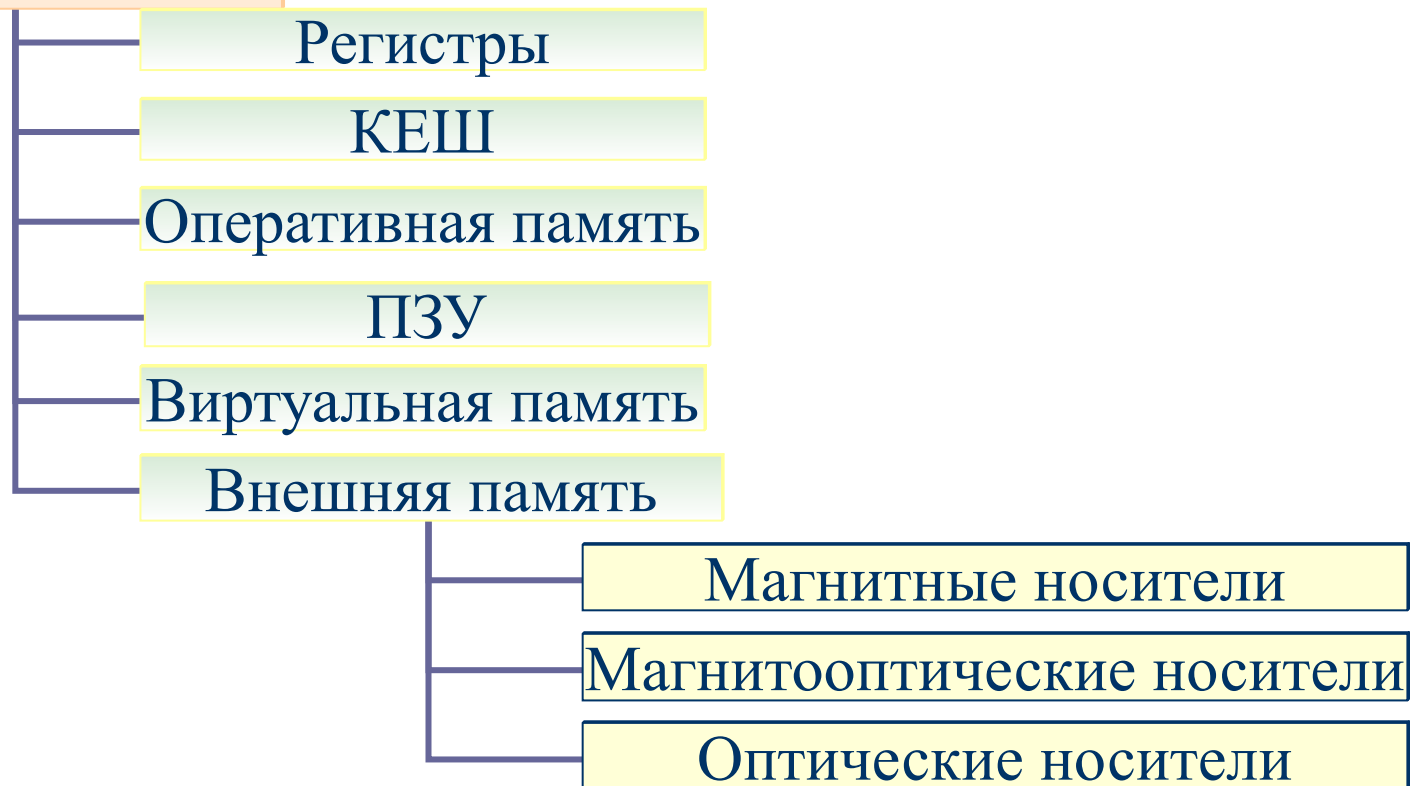 Регистры
КЕШ
Оперативная память
ПЗУ
Виртуальная память
Внешняя память
Магнитные носители
Магнитооптические носители
Оптические носители